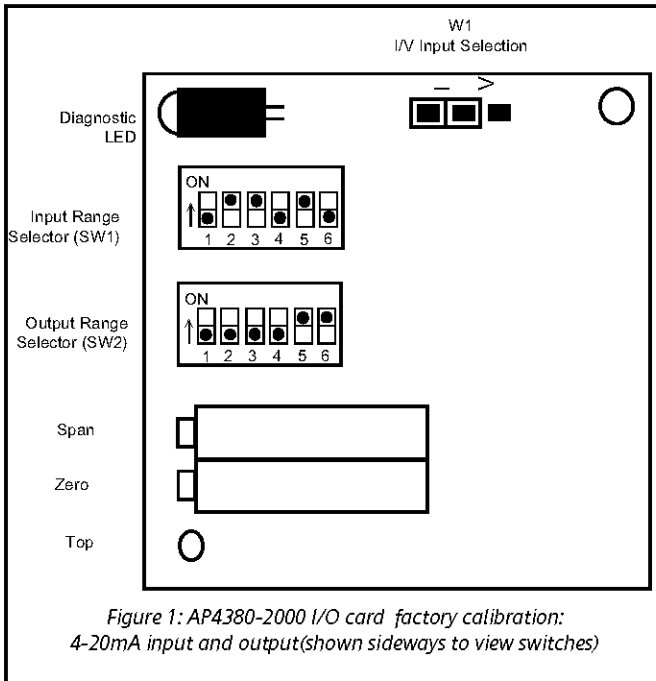 W1
I/V Input Selection
Diagnostic
LED
ON
1 2 3 4 5 6
Input Range
Selector (SW1)
ON
1 2 3 4 5 6
Output Range
Selector (SW2)
Span
Zero
Top
Figure 1: AP4380-2000 I/O card factory calibration:
4-20mA input and output(shown sideways to view switches)